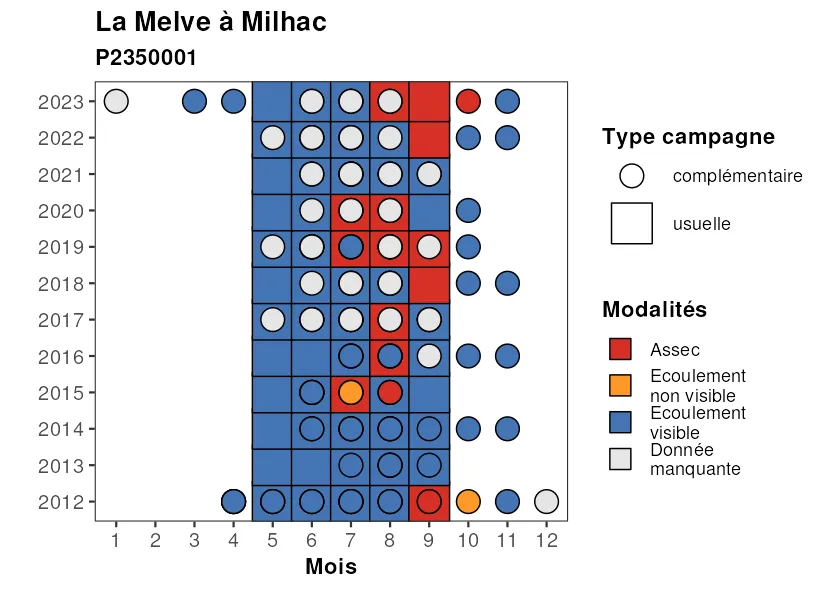 La Melve à Milhac
P2350001
2023
2022
2021
2020
2019
2018
2017
2016
2015
2014
2013
2012
1 2 3 4 5 6 7 8 9 10 11 12
Mois
Type campagne
complémentaire
usuelle
Modalités
Assec
Ecoulement
non visible
Ecoulement
visible
Donnée
manquante